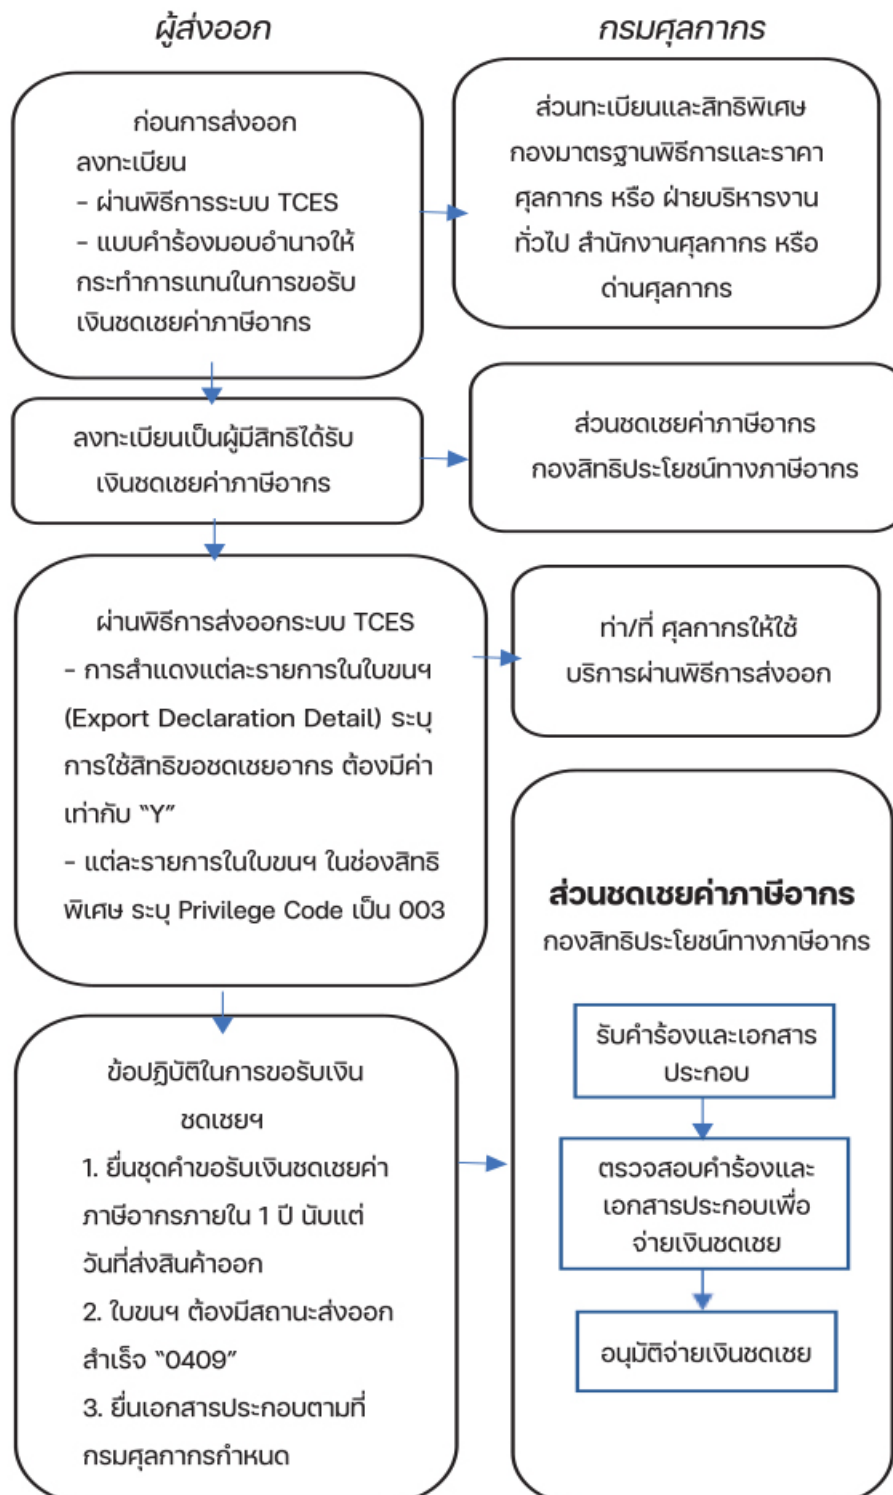 ผู้ส่งออก
กรมศุลกากร
ก่อนการส่งออก
ลงทะเบียน
- ผ่านพิธีการระบบ TCES
- แบบคำร้องมอบอำนาจให้
กระทำการแทนในการขอรับ
เงินชดเชยค่าภาษีอากร
ส่วนทะเบียนและสิทธิพิเศษ
กองมาตรฐานพิธีการและราคา
ศุลกากร หรือ ฝ่ายบริหารงาน
ทั่วไป สำนักงานศุลกากร หรือ
ด่านศุลกากร
ลงทะเบียนเป็นผู้มีสิทธิได้รับ
เงินชดเชยค่าภาษีอากร
ส่วนชดเชยค่าภาษีอากร
กองสิทธิประโยชน์ทางภาษีอากร
ผ่านพิธีการส่งออกระบบ TCES
- การสำแดงแต่ละรายการในใบขนฯ
(Export Declaration Detail) ระบุ
การใช้สิทธิขอชดเชยอากร ต้องมีค่า
เท่ากับ “Y”
- แต่ละรายการในใบขนฯ ในช่องสิทธิ
พิเศษ ระบุ Privilege Code เป็น 003
ท่า/ที่ ศุลกากรให้ใช้
บริการผ่านพิธีการส่งออก
ข้อปฏิบัติในการขอรับเงิน
ชดเชยฯ
1. ยื่นชุดคำขอรับเงินชดเชยค่า
ภาษีอากรภายใน 1 ปี นับแต่
วันที่ส่งสินค้าออก
2. ใบขนฯ ต้องมีสถานะส่งออก
สำเร็จ “0409”
3. ยื่นเอกสารประกอบตามที่
กรมศุลกากรกำหนด
ส่วนชดเชยค่าภาษีอากร
กองสิทธิประโยชน์ทางภาษีอากร
รับคำร้องและเอกสาร
ประกอบ
ตรวจสอบคำร้องและ
เอกสารประกอบเพื่อ
จ่ายเงินชดเชย
อนุมัติจ่ายเงินชดเชย